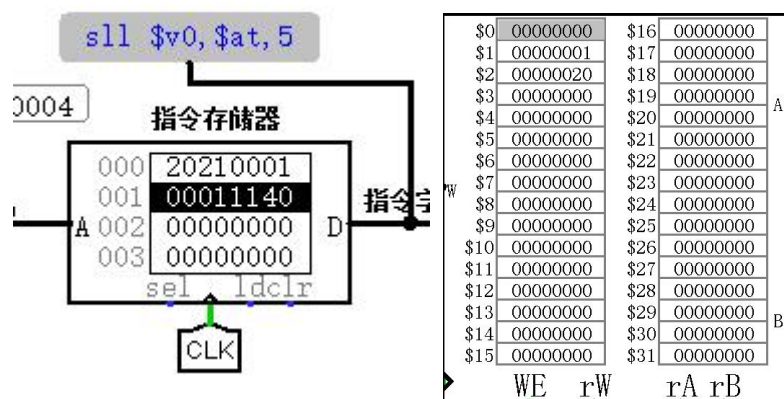 sll $v0,$at,5
0004
指令存储器
000 20210001
001 00011140
A 002 00000000 D
003 00000000
sel ldclr
CLK
指令字
$0 00000000 $16 00000000
$1 00000001 $17 00000000
$2 00000020 $18 00000000
$3 00000000 $19 00000000
A
$4 00000000 $20 00000000
$5 00000000 $21 00000000
$6 00000000 $22 00000000
$7 00000000 $23 00000000
W
$8 00000000 $24 00000000
$9 00000000 $25 00000000
$10 00000000 $26 00000000
$11 00000000 $27 00000000
$12 00000000 $28 00000000
$13 00000000 $29 00000000
B
$14 00000000 $30 00000000
$15 00000000 $31 00000000
WE rW rA rB